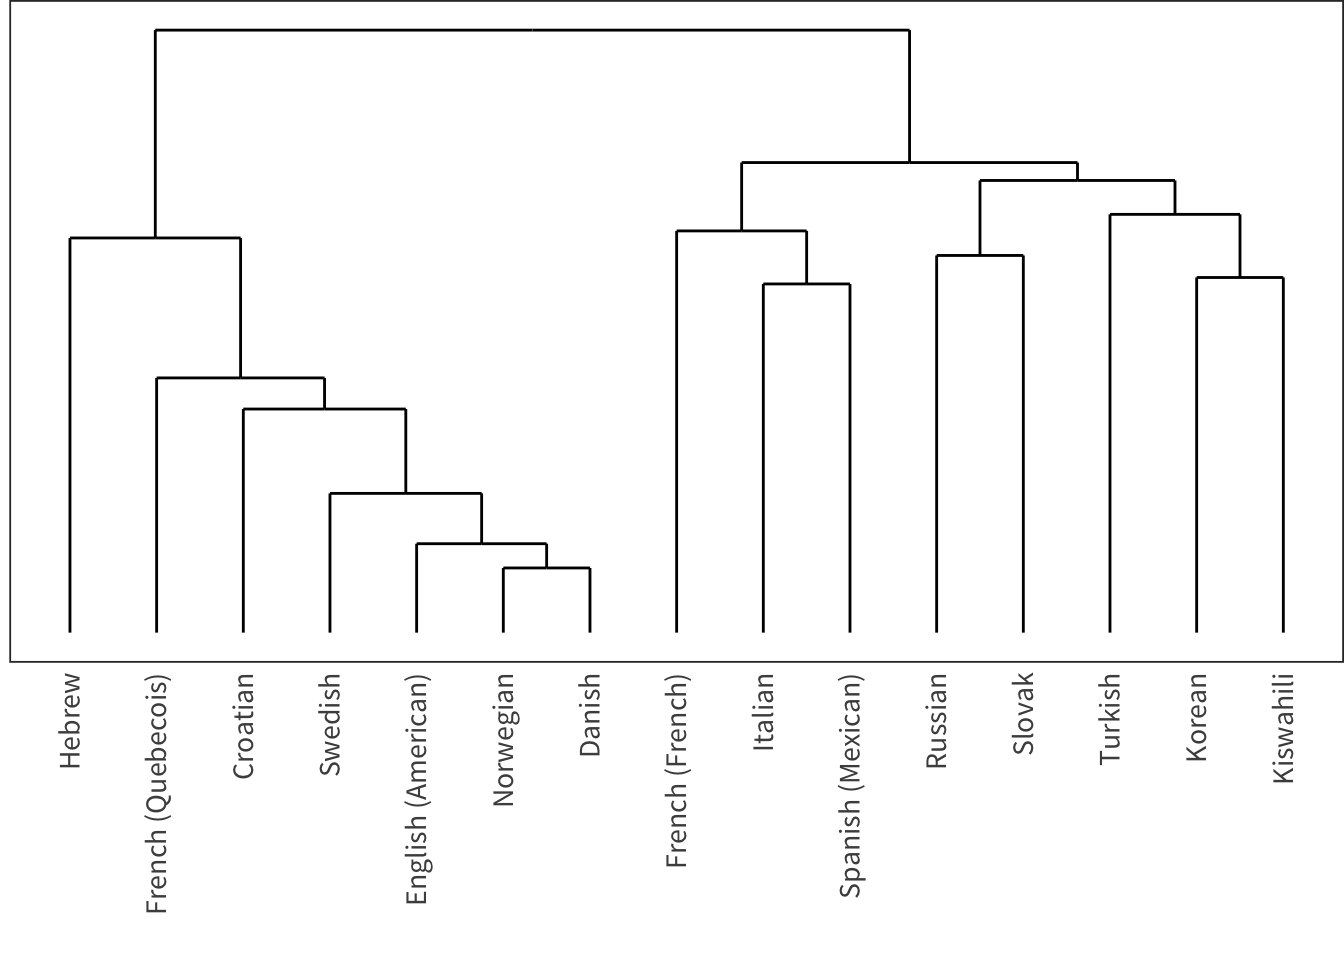 Hebrew
French (Quebecois)
Croatian
Swedish
English (American)
Norwegian
Danish
French (French)
Italian
Spanish (Mexican)
Russian
Slovak
Turkish
Korean
Kiswahili